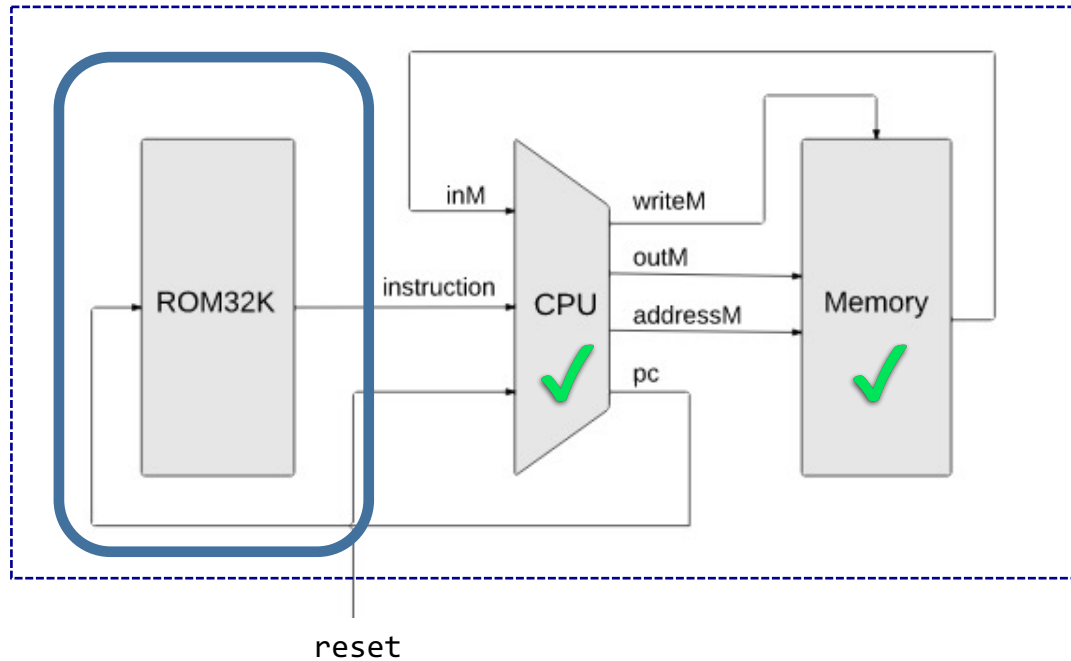 inM
writeM
outM
instruction
ROM32K
CPU
addressM
Memory
pc
reset